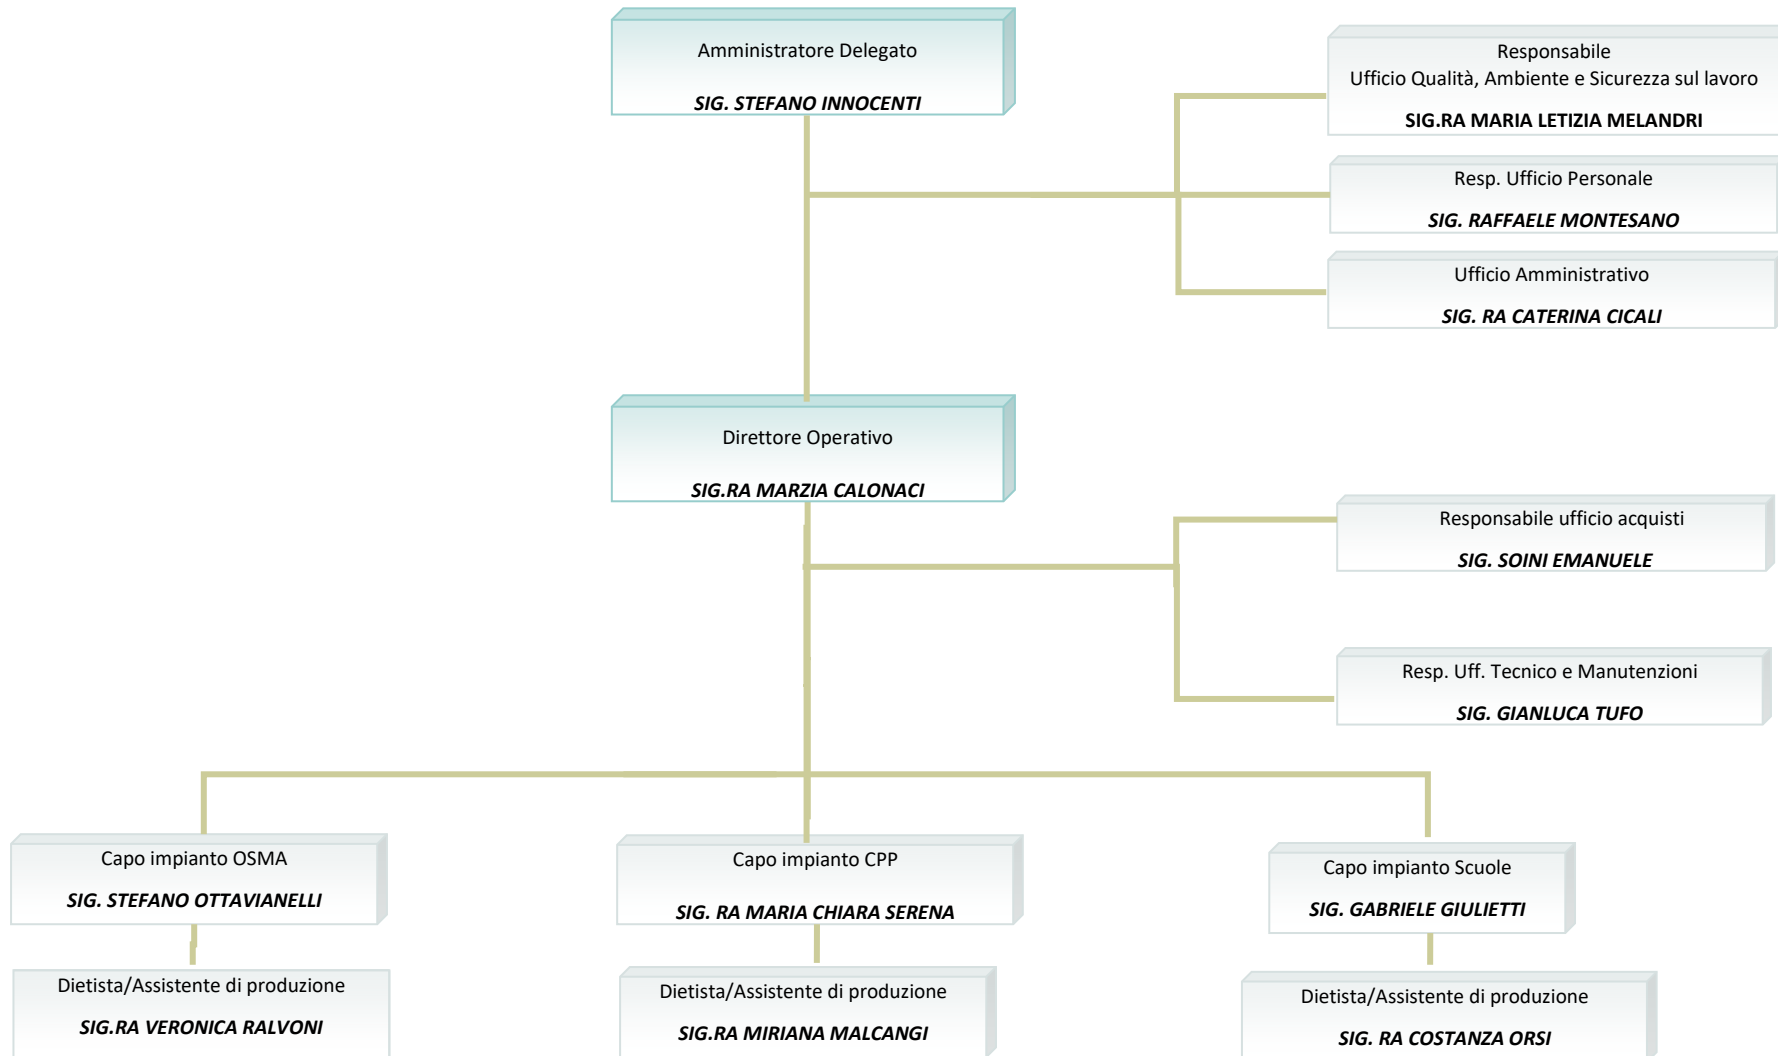 Amministratore Delegato
SIG. STEFANO INNOCENTI
Responsabile
Ufficio Qualità, Ambiente e Sicurezza sul lavoro
SIG.RA MARIA LETIZIA MELANDRI
Resp. Ufficio Personale
SIG. RAFFAELE MONTESANO
Ufficio Amministrativo
SIG. RA CATERINA CICALI
Direttore Operativo
SIG.RA MARZIA CALONACI
Responsabile ufficio acquisti
SIG. SOINI EMANUELE
Resp. Uff. Tecnico e Manutenzioni
SIG. GIANLUCA TUFO
Capo impianto OSMA
SIG. STEFANO OTTAVIANELLI
Capo impianto CPP
SIG. RA MARIA CHIARA SERENA
Capo impianto Scuole
SIG. GABRIELE GIULIETTI
Dietista/Assistente di produzione
SIG.RA VERONICA RALVONI
Dietista/Assistente di produzione
SIG.RA MIRIANA MALCANGI
Dietista/Assistente di produzione
SIG. RA COSTANZA ORSI